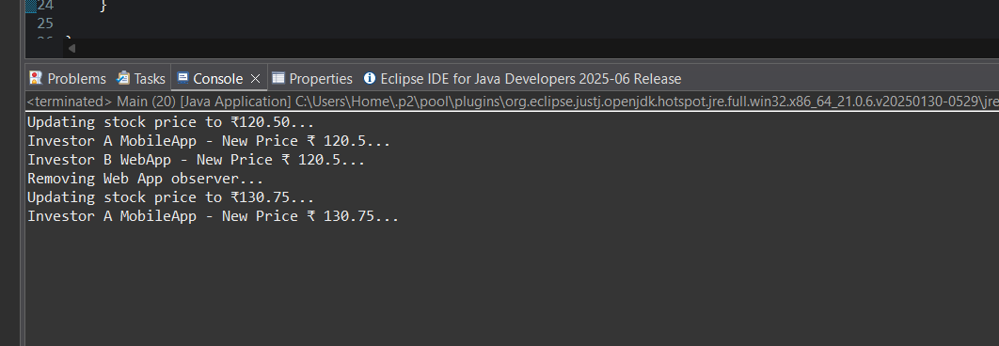 24 }
25
Problems Tasks Console Properties Eclipse IDE for Java Developers 2025-06 Release
<terminated> Main (20) [Java Application] C:\Users\Home\.p2\pool\plugins\org.eclipse.justj.openjdk.hotspot.jre.full.win32.x86_64_21.0.6.v20250130-0529\jre
Updating stock price to ₹120.50...
Investor A MobileApp - New Price ₹ 120.5...
Investor B WebApp - New Price ₹ 120.5...
Removing Web App observer...
Updating stock price to ₹130.75...
Investor A MobileApp - New Price ₹ 130.75...